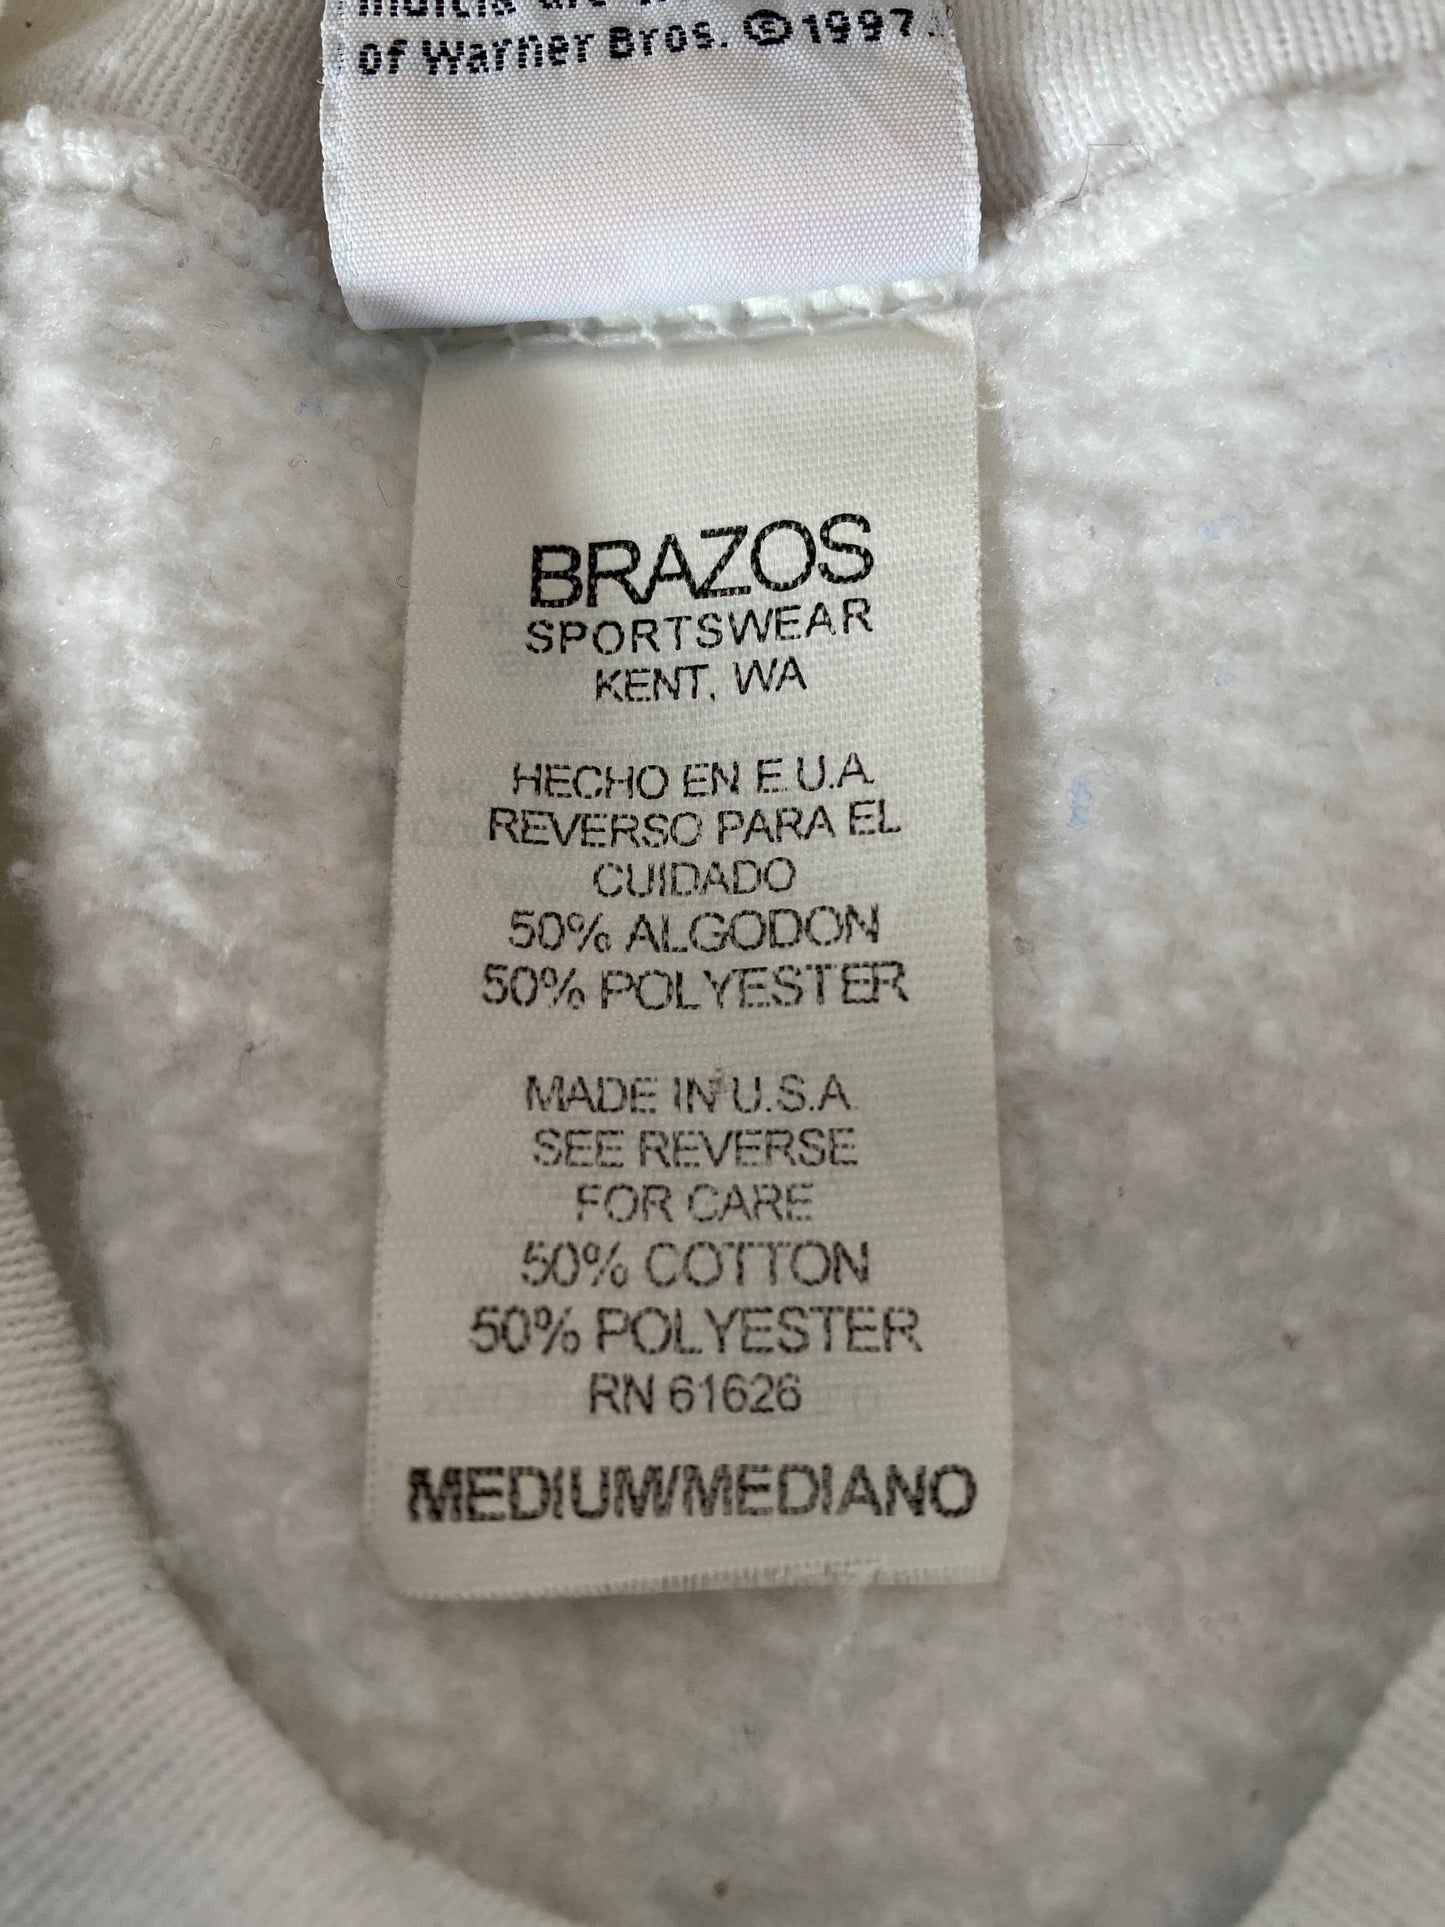 of Warner Bros. ©1997.
BRAZOS
SPORTSWEAR
KENT, WA
HECHO EN E.U.A.
REVERSO PARA EL
CUIDADO
50% ALGODON
50% POLYESTER
MADE IN U.S.A.
SEE REVERSE
FOR CARE
50% COTTON
50% POLYESTER
RN 61626
MEDIUM/MEDIANO